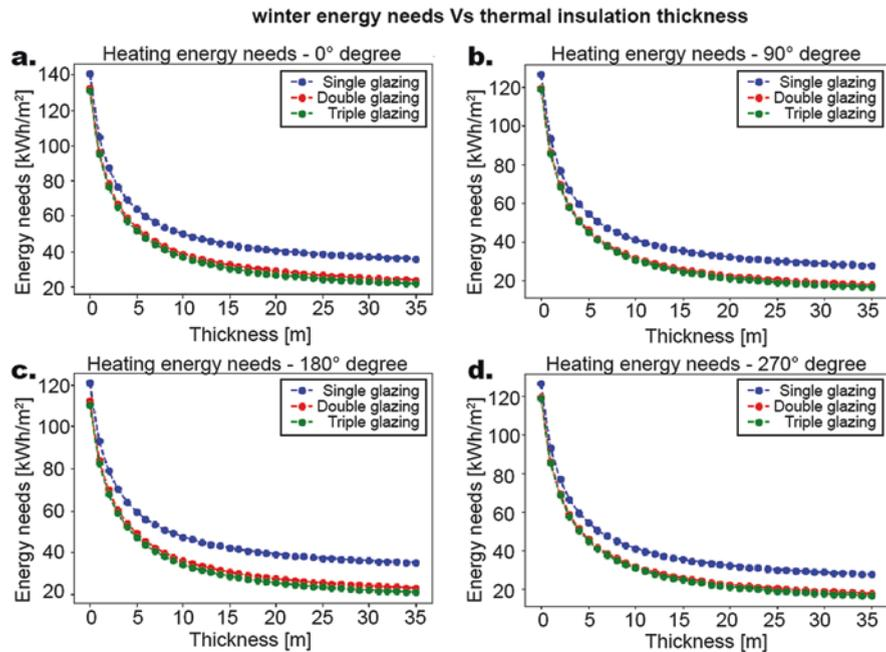 winter energy needs Vs thermal insulation thickness
a.
Heating energy needs - 0° degree
Single glazing
Double glazing
Triple glazing
Energy needs [kWh/m²]
140
120
100
80
60
40
20
0 5 10 15 20 25 30 35
Thickness [m]
b.
Heating energy needs - 90° degree
Single glazing
Double glazing
Triple glazing
Energy needs [kWh/m²]
120
100
80
60
40
20
0 5 10 15 20 25 30 35
Thickness [m]
c.
Heating energy needs - 180° degree
Single glazing
Double glazing
Triple glazing
Energy needs [kWh/m²]
120
100
80
60
40
20
0 5 10 15 20 25 30 35
Thickness [m]
d.
Heating energy needs - 270° degree
Single glazing
Double glazing
Triple glazing
Energy needs [kWh/m²]
120
100
80
60
40
20
0 5 10 15 20 25 30 35
Thickness [m]